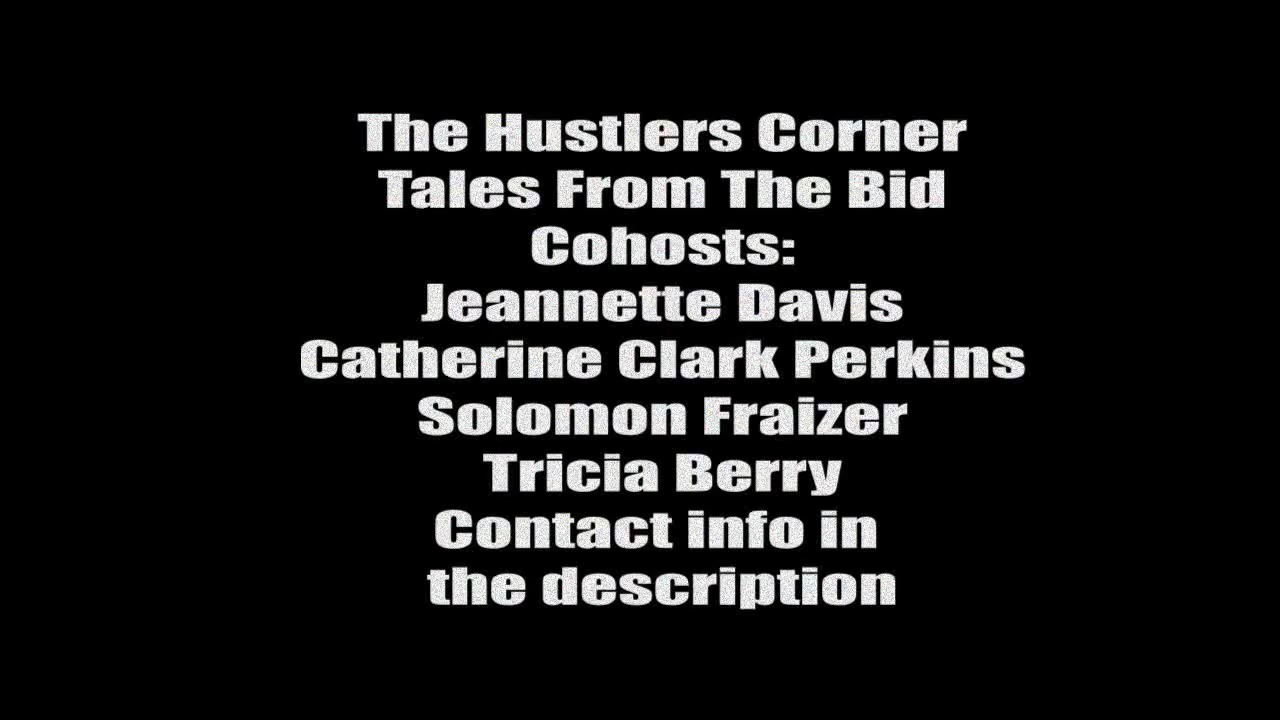 The Hustlers Corner
Tales From The Bid
Cohosts:
Jeannette Davis
Catherine Clark Perkins
Solomon Fraizer
Tricia Berry
Contact info in
the description